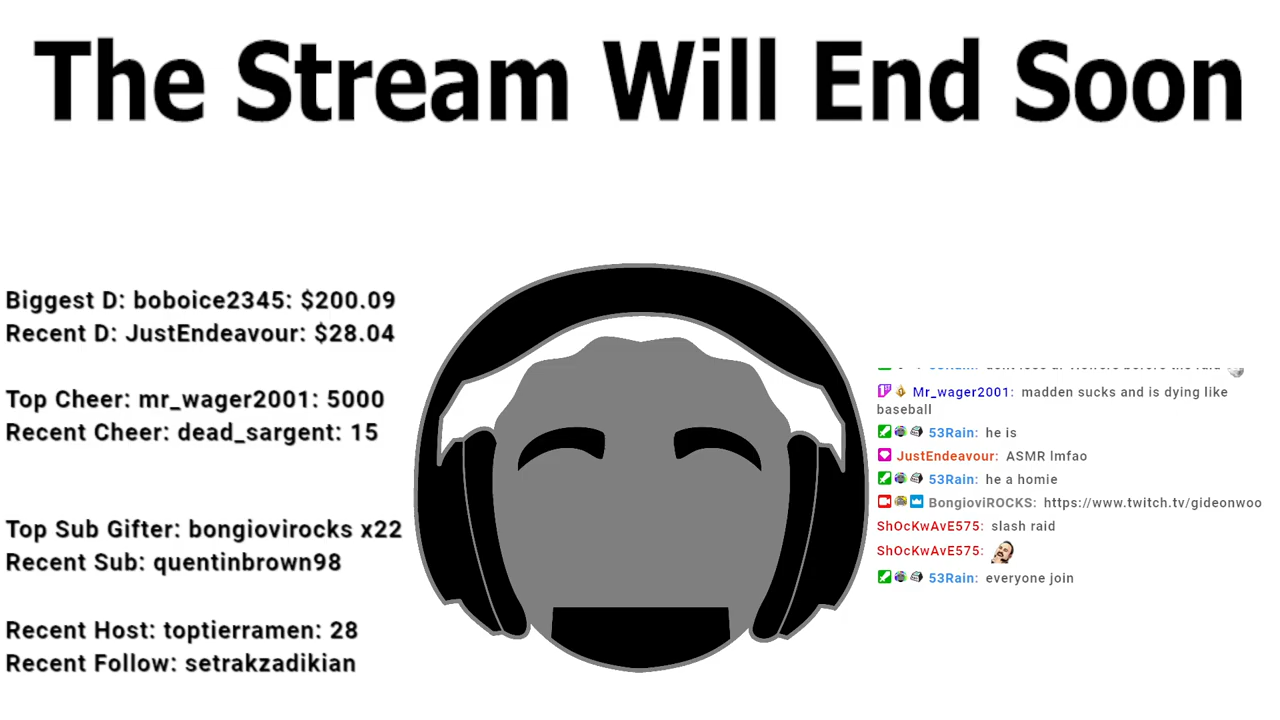 The Stream Will End Soon
Biggest D: boboice2345: $200.09
Recent D: JustEndeavour: $28.04
Top Cheer: mr_wager2001: 5000
Recent Cheer: dead_sargent: 15
Top Sub Gifter: bongiovirocks x22
Recent Sub: quentinbrown98
Recent Host: toptierramen: 28
Recent Follow: setrakzadikian
Mr_wager2001: madden sucks and is dying like
baseball
53Rain: he is
JustEndeavour: ASMR lmfao
53Rain: he a homie
BongioviROCKS: https://www.twitch.tv/gideonwoo
ShOcKwAvE575: slash raid
ShOcKwAvE575:
53Rain: everyone join